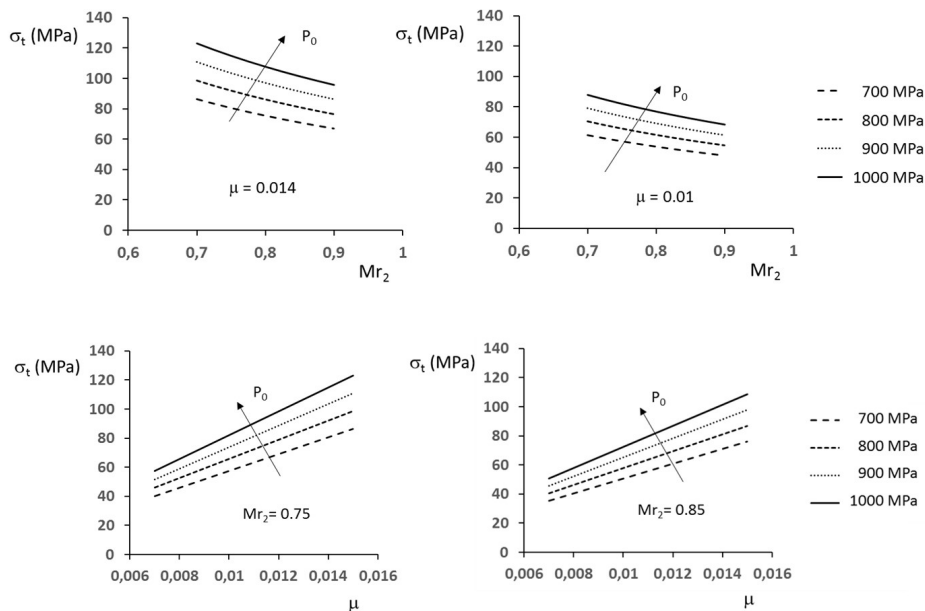 σt (MPa)
140
120
100
80
60
40
20
0
P0
μ = 0.014
0,6 0,7 0,8 0,9 1
Mr2
σt (MPa)
140
120
100
80
60
40
20
0
P0
μ = 0.01
0,6 0,7 0,8 0,9 1
Mr2
700 MPa
800 MPa
900 MPa
1000 MPa
σt (MPa)
140
120
100
80
60
40
20
0
P0
Mr2= 0.75
0,006 0,008 0,01 0,012 0,014 0,016
μ
σt (MPa)
140
120
100
80
60
40
20
0
P0
Mr2= 0.85
0,006 0,008 0,01 0,012 0,014 0,016
μ
700 MPa
800 MPa
900 MPa
1000 MPa